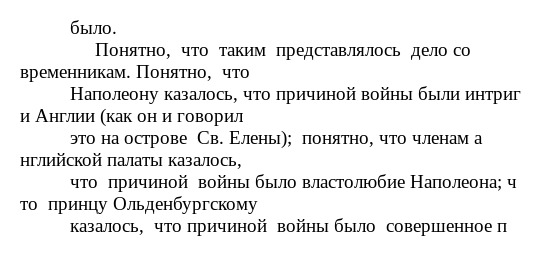 было.
Понятно, что таким представлялось дело со
временникам. Понятно, что
Наполеону казалось, что причиной войны были интриг
и Англии (как он и говорил
это на острове Св. Елены); понятно, что членам а
нглийской палаты казалось,
что причиной войны было властолюбие Наполеона; ч
то принцу Ольденбургскому
казалось, что причиной войны было совершенное п